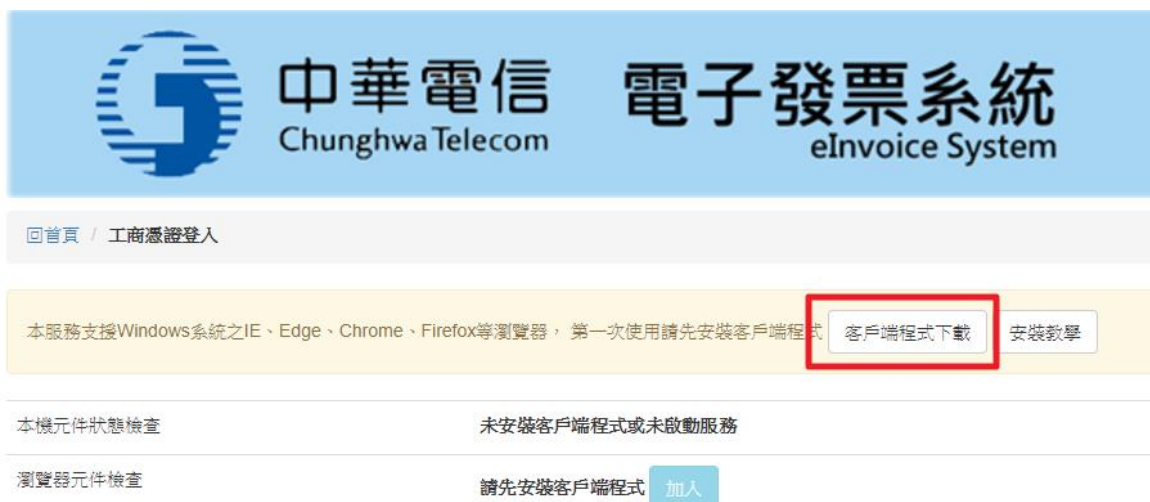 中華電信 電子發票系統
Chunghwa Telecom eInvoice System
回首頁 / 工商憑證登入
本服務支援Windows系統之IE、Edge、Chrome、Firefox等瀏覽器， 第一次使用請先安裝客戶端程式 客戶端程式下載 安裝教學
本機元件狀態檢查 未安裝客戶端程式或未啟動服務
瀏覽器元件檢查 請先安裝客戶端程式 加入